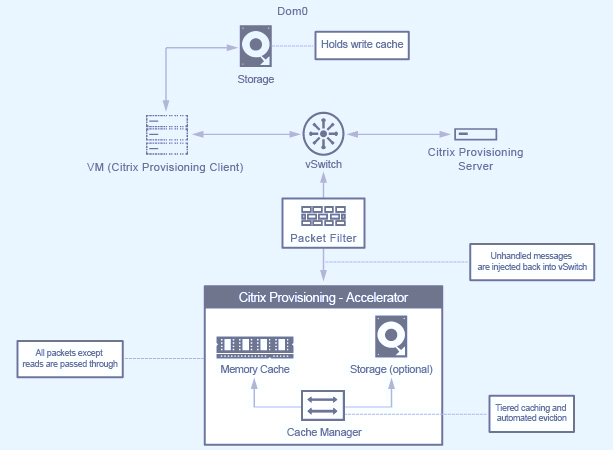 Dom0
Holds write cache
Storage
VM (Citrix Provisioning Client)
vSwitch
Citrix Provisioning
Server
Packet Filter
Unhandled messages
are injected back into vSwitch
Citrix Provisioning - Accelerator
All packets except
reads are passed through
Memory Cache
Storage (optional)
Cache Manager
Tiered caching and
automated eviction